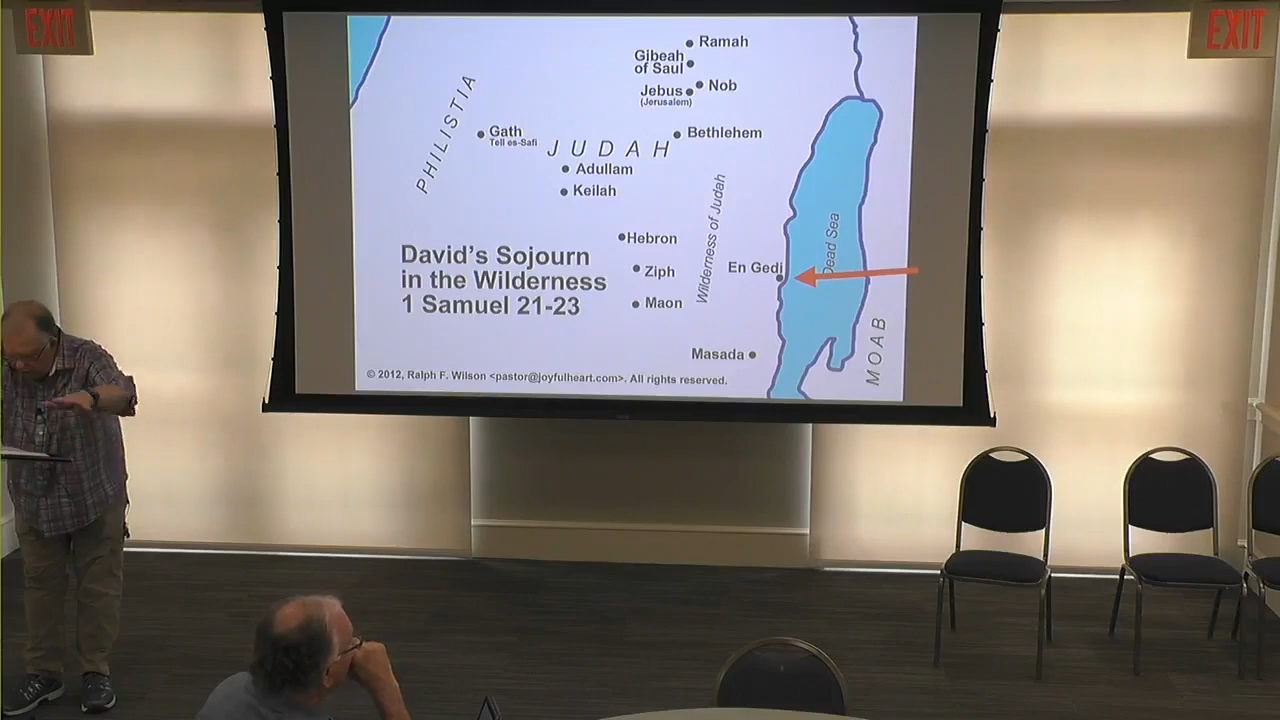 EXIT
EXIT
Ramah
Gibeah
of Saul
Nob
Jebus
(Jerusalem)
PHILISTIA
Gath
Tell es-Safi
Bethlehem
JUDAH
Adullam
Keilah
Wilderness of Judah
Dead Sea
Hebron
David's Sojourn
in the Wilderness
1 Samuel 21-23
Ziph
En Gedi
Maon
MOAB
Masada
© 2012, Ralph F. Wilson <pastor@joyfulheart.com>. All rights reserved.